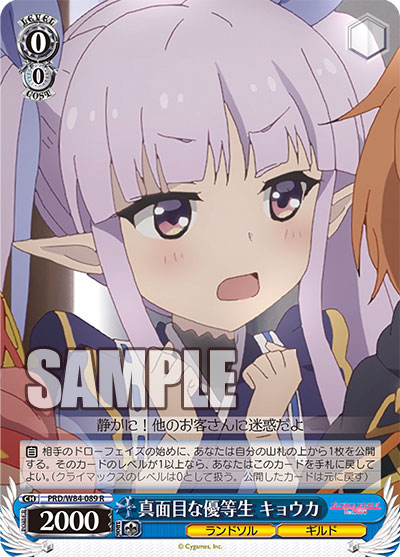 LEVEL
0
0
COST
SAMPLE
静かに！他のお客さんに迷惑だよ
自 相手のドローフェイズの始めに、あなたは自分の山札の上から1枚を公開
する。そのカードのレベルが1以上なら、あなたはこのカードを手札に戻して
よい。(クライマックスのレベルは0として扱う。公開したカードは元に戻す)
CH PRD/W84-089 R
POWER
2000
真面目な優等生 キョウカ
ランドソル
ギルド
© Cygames, Inc.